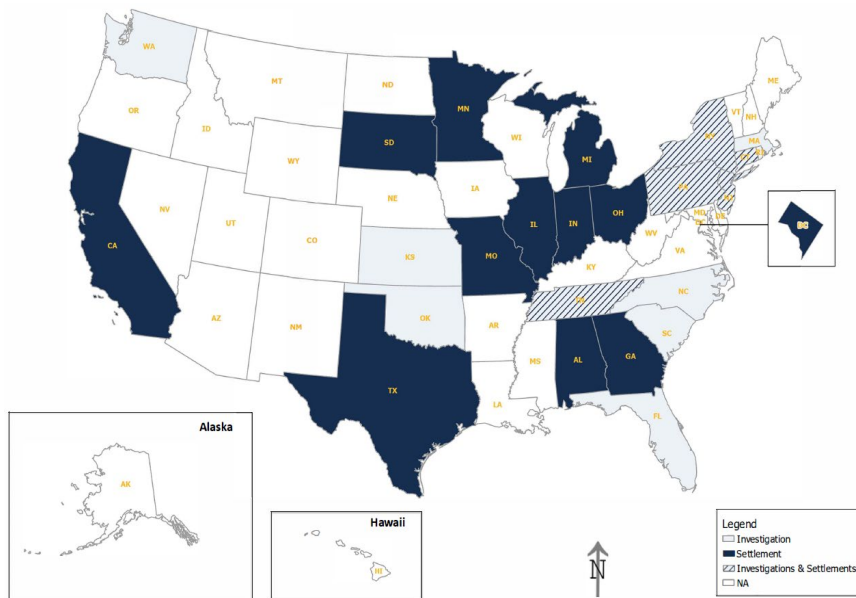 WA
MT
ND
ME
OR
ID
MN
VT
NH
SD
WI
MI
NY
MA
WY
IA
NE
PA
NV
UT
CO
IL
IN
OH
MD
DE
DC
CA
KS
MO
WV
VA
KY
AZ
NM
OK
AR
TN
NC
SC
MS
AL
GA
TX
LA
FL
Alaska
AK
Hawaii
HI
N
Legend
Investigation
Settlement
Investigations & Settlements
NA